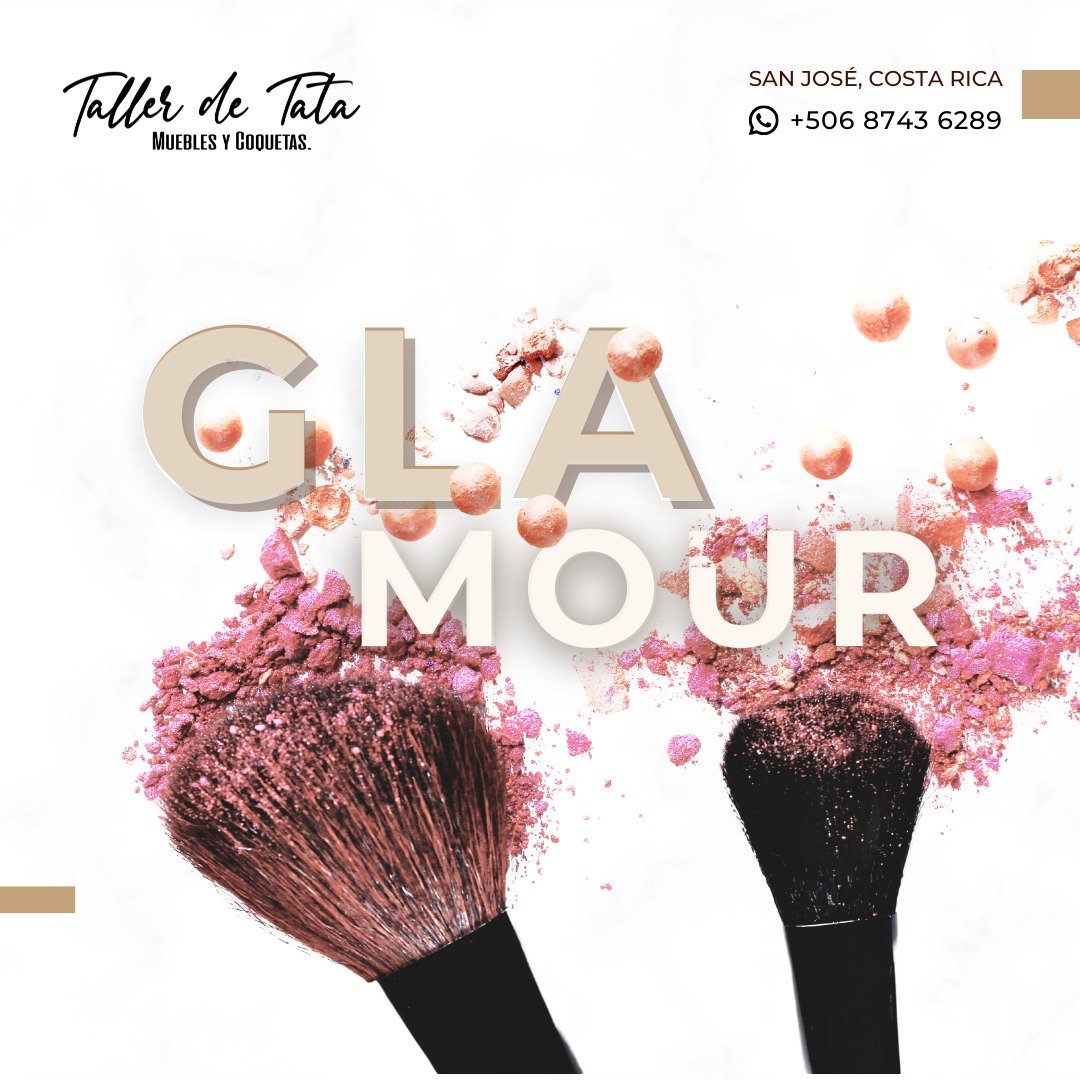 Taller de Tata
MUEBLES Y COQUETAS.
SAN JOSÉ, COSTA RICA
+506 8743 6289
GLA
MOUR